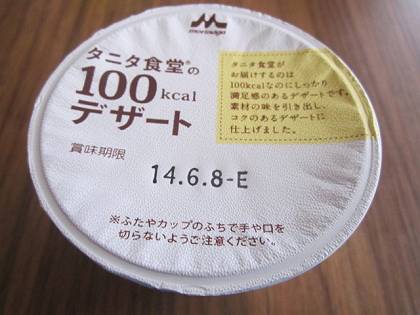 morinaga
タニタ食堂®の
100kcal
デザート
タニタ食堂が
お届けするのは
100kcalなのにしっかり
満足感のあるデザートです。
素材の味を引き出し、
コクのあるデザートに
仕上げました。
賞味期限
14.6.8-E
※ふたやカップのふちで手や口を
切らないようご注意ください。